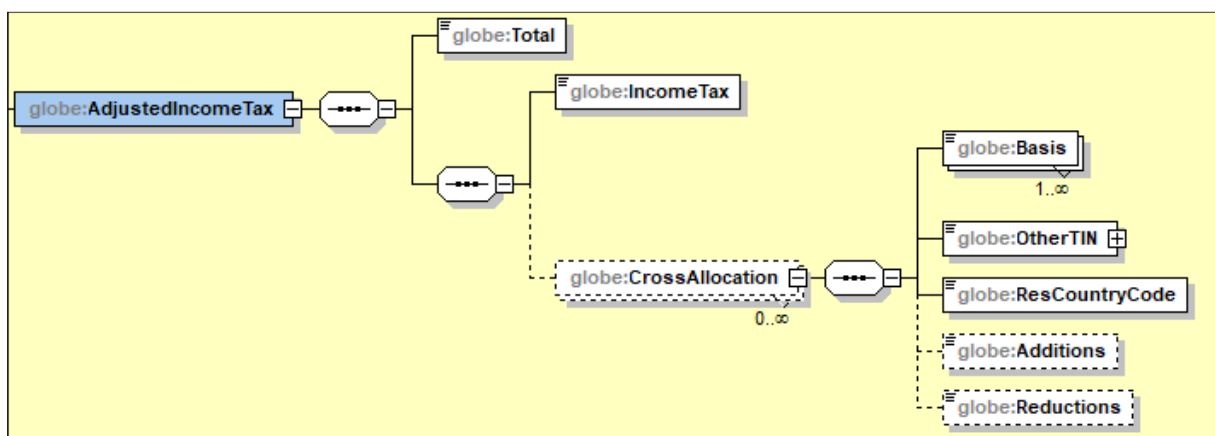 globe:Total
globe:IncomeTax
globe:AdjustedIncomeTax
globe:Basis
1..∞
globe:OtherTIN
globe:CrossAllocation
0..∞
globe:ResCountryCode
globe:Additions
globe:Reductions